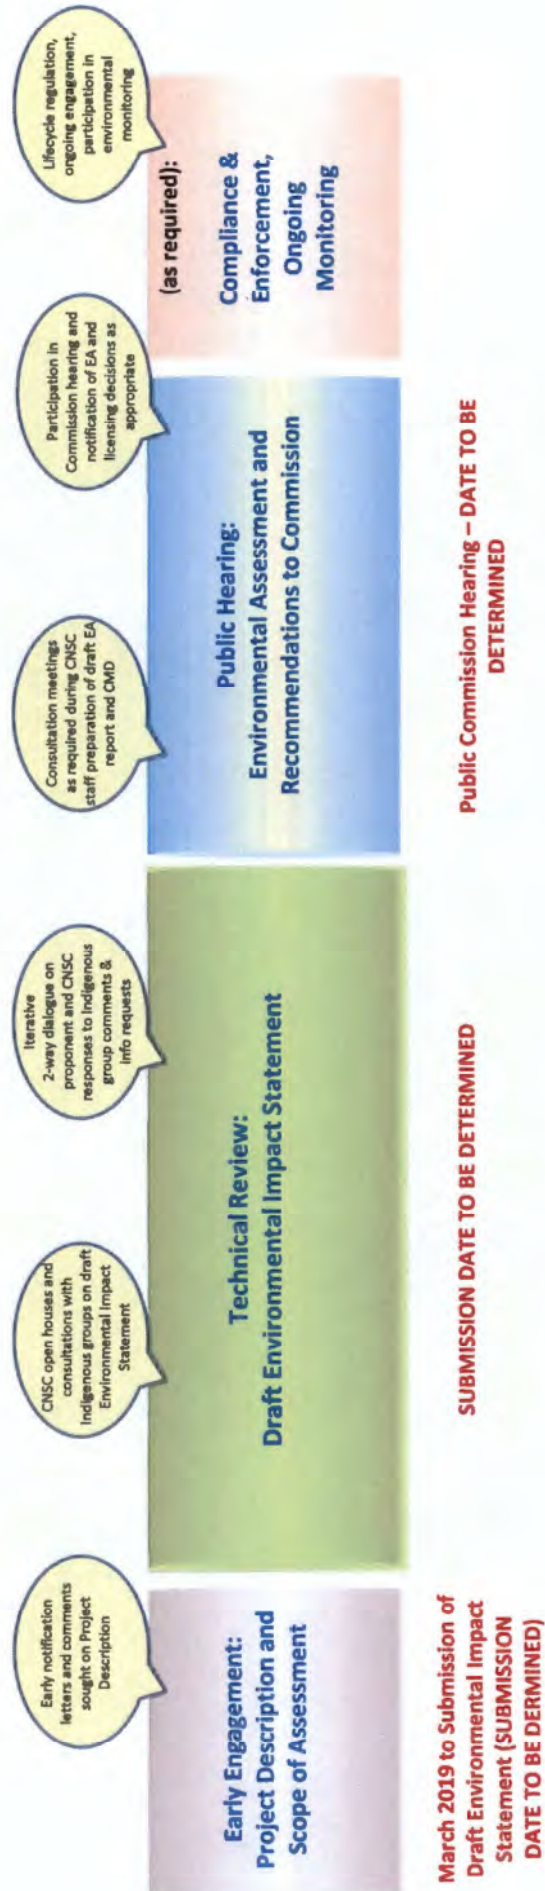 Early notification
letters and comments
sought on Project
Description
CNSC open houses and
consultations with
Indigenous groups on draft
Environmental Impact
Statement
Iterative
2-way dialogue on
proponent and CNSC
responses to Indigenous
group comments &
info requests
Consultation meetings
as required during CNSC
staff preparation of draft EA
report and CMD
Participation in
Commission hearing and
notification of EA and
licensing decisions as
appropriate
Lifecycle regulation,
ongoing engagement,
participation in
environmental
monitoring
Early Engagement:
Project Description and
Scope of Assessment
Technical Review:
Draft Environmental Impact Statement
Public Hearing:
Environmental Assessment and
Recommendations to Commission
(as required):
Compliance &
Enforcement,
Ongoing
Monitoring
March 2019 to Submission of
Draft Environmental Impact
Statement (SUBMISSION
DATE TO BE DERMINED)
SUBMISSION DATE TO BE DETERMINED
Public Commission Hearing – DATE TO BE
DETERMINED